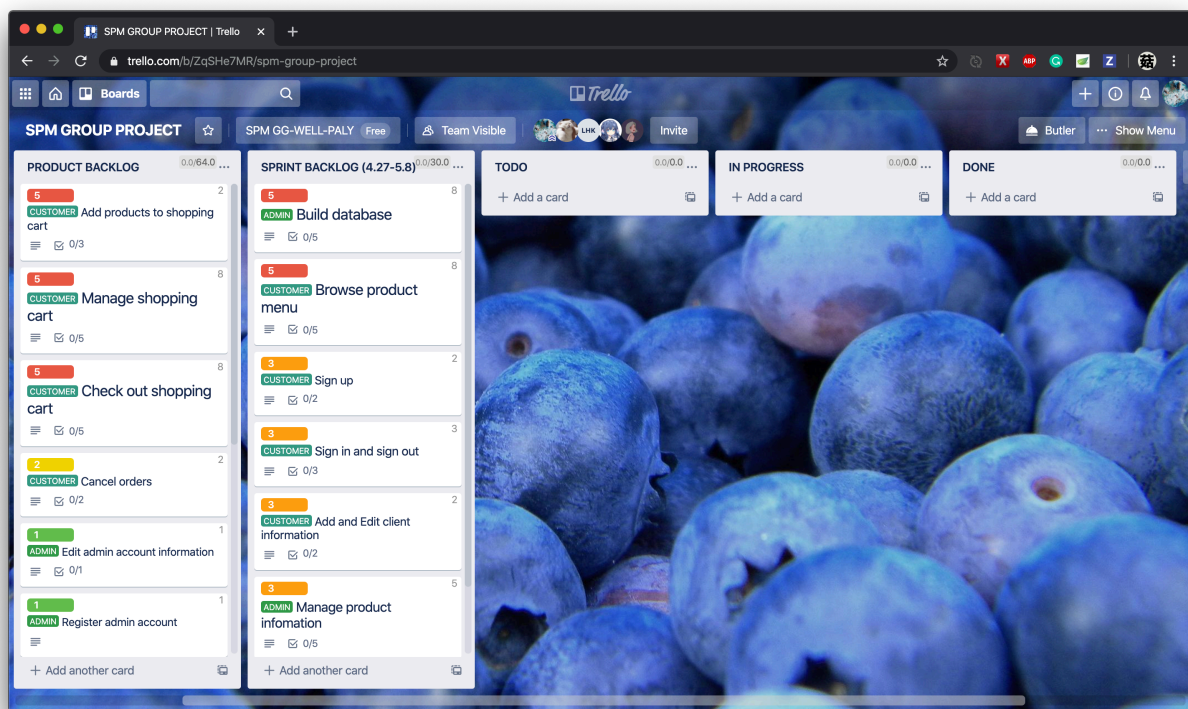 SPM GROUP PROJECT | Trello
trello.com/b/ZqSHe7MR/spm-group-project
X
ABP
G
Z
Boards
Trello
SPM GROUP PROJECT
SPM GG-WELL-PALY Free
Team Visible
LHK
Invite
Butler
Show Menu
PRODUCT BACKLOG
0.0/64.0
5
2
CUSTOMER Add products to shopping
cart
0/3
5
8
CUSTOMER Manage shopping
cart
0/5
5
8
CUSTOMER Check out shopping
cart
0/5
2
2
CUSTOMER Cancel orders
0/2
1
1
ADMIN Edit admin account information
0/1
1
1
ADMIN Register admin account
+ Add another card
SPRINT BACKLOG (4.27-5.8)
0.0/30.0
5
8
ADMIN Build database
0/5
5
8
CUSTOMER Browse product
menu
0/5
3
2
CUSTOMER Sign up
0/2
3
3
CUSTOMER Sign in and sign out
0/3
3
2
CUSTOMER Add and Edit client
information
0/2
3
5
ADMIN Manage product
infomation
0/5
+ Add another card
TODO
0.0/0.0
+ Add a card
IN PROGRESS
0.0/0.0
+ Add a card
DONE
0.0/0.0
+ Add a card